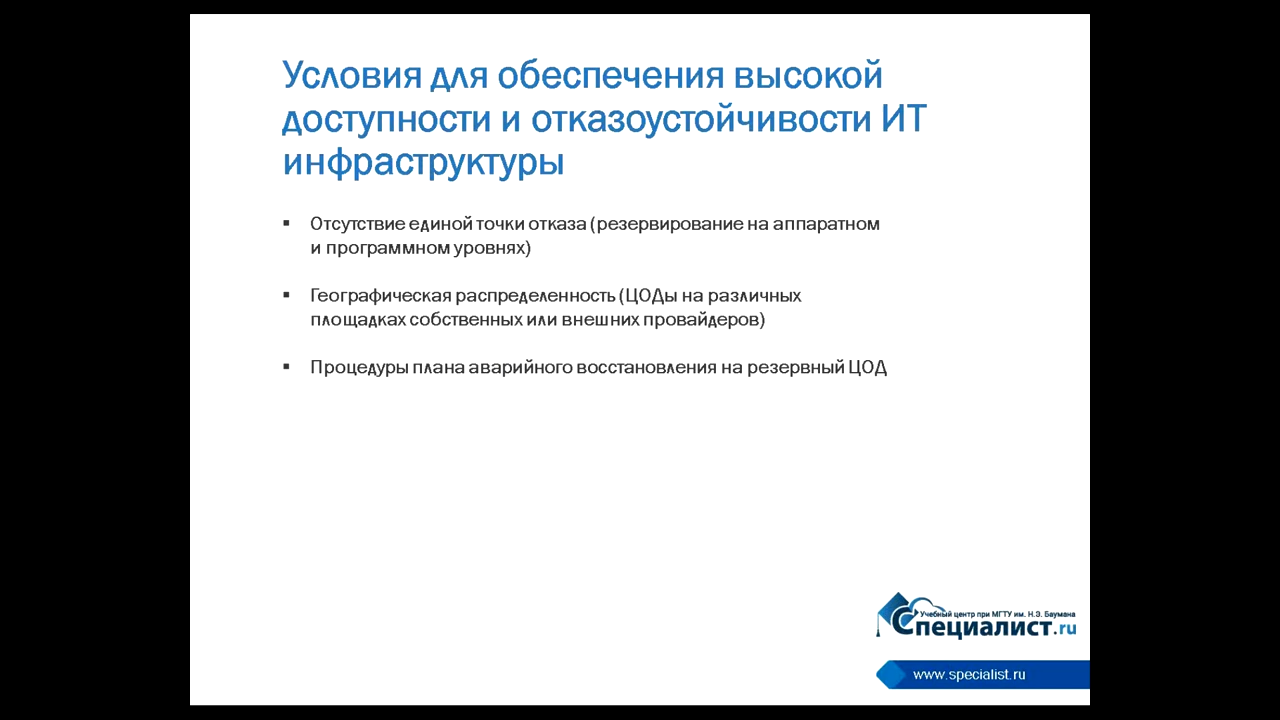 Условия для обеспечения высокой
доступности и отказоустойчивости ИТ
инфраструктуры
▪ Отсутствие единой точки отказа (резервирование на аппаратном
и программном уровнях)
▪ Географическая распределенность (ЦОДы на различных
площадках собственных или внешних провайдеров)
▪ Процедуры плана аварийного восстановления на резервный ЦОД
Учебный центр при МГТУ им. Н.Э. Баумана
Специалист.ru
www.specialist.ru